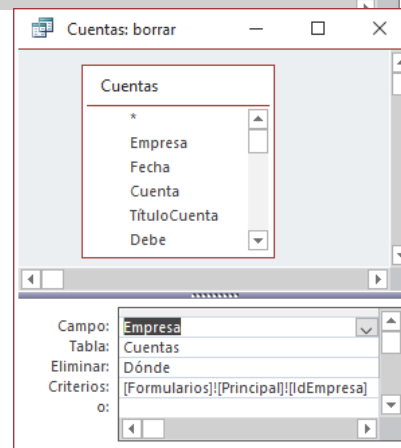 Cuentas: borrar
Cuentas
*
Empresa
Fecha
Cuenta
TítuloCuenta
Debe
Campo: Empresa
Tabla: Cuentas
Eliminar: Dónde
Criterios: [Formularios]![Principal]![IdEmpresa]
o: